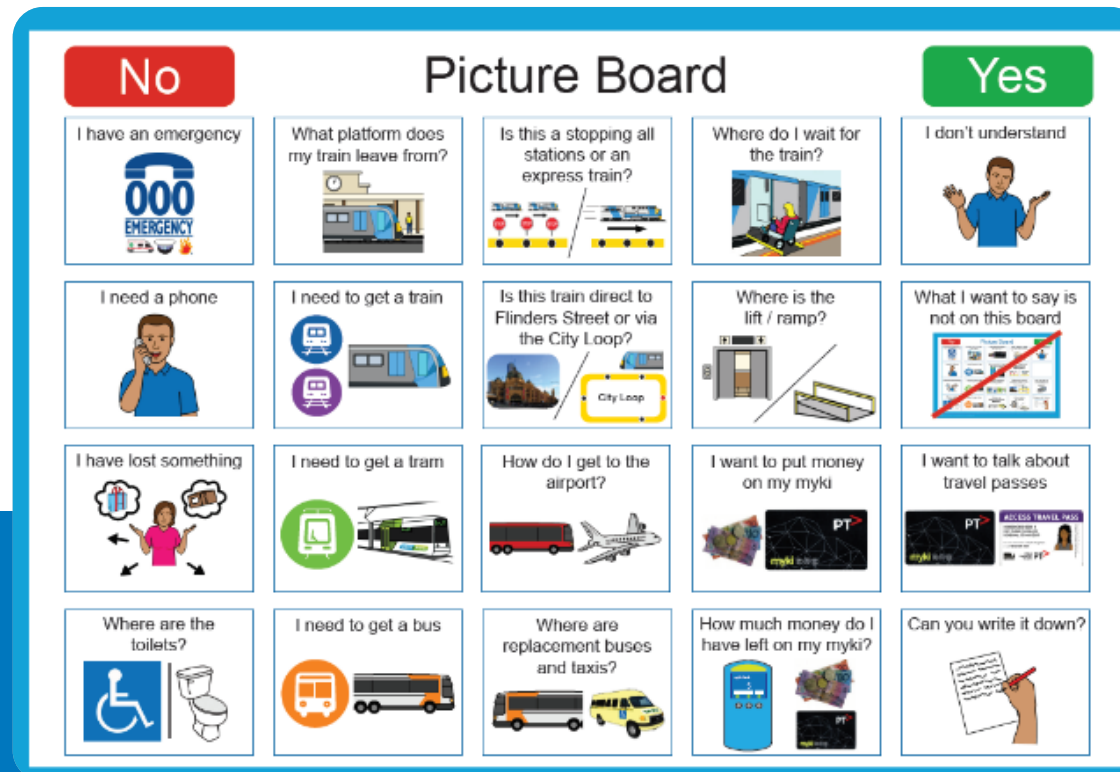 No
Picture Board
Yes
I have an emergency
000
EMERGENCY
What platform does
my train leave from?
Is this a stopping all
stations or an
express train?
STOP
STOP
STOP
Where do I wait for
the train?
I don't understand
I need a phone
I need to get a train
Is this train direct to
Flinders Street or via
the City Loop?
City Loop
Where is the
lift / ramp?
What I want to say is
not on this board
Picture Board
I have lost something
I need to get a tram
How do I get to the
airport?
I want to put money
on my myki
PT>
myki
I want to talk about
travel passes
PT>
myki
ACCESS TRAVEL PASS
PT>
Where are the
toilets?
I need to get a bus
Where are
replacement buses
and taxis?
How much money do I
have left on my myki?
PT>
Can you write it down?